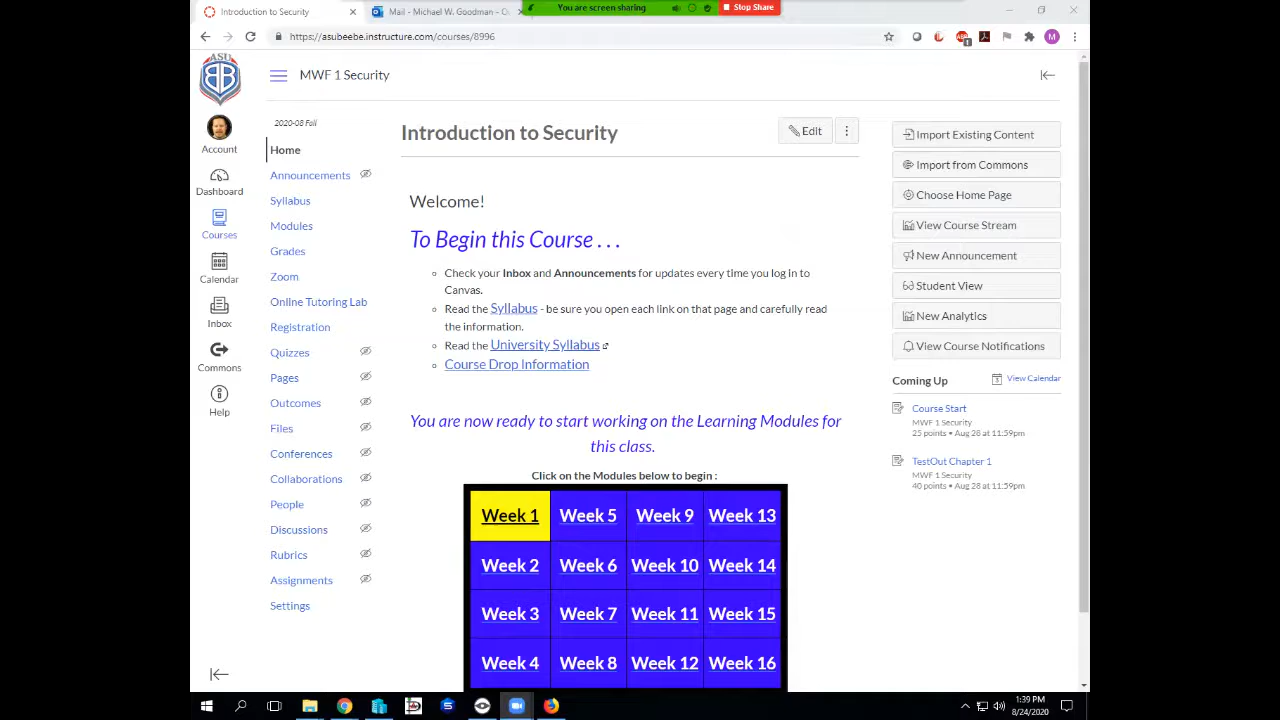 Introduction to Security
Mail - Michael W. Goodman - O
You are screen sharing
Stop Share
https://asubeebe.instructure.com/courses/8996
1
M
ASU
BB
MWF 1 Security
Account
Dashboard
Courses
Calendar
Inbox
Commons
Help
2020-08 Fall
Home
Announcements
Syllabus
Modules
Grades
Zoom
Online Tutoring Lab
Registration
Quizzes
Pages
Outcomes
Files
Conferences
Collaborations
People
Discussions
Rubrics
Assignments
Settings
Introduction to Security
Edit
Welcome!
To Begin this Course . . .
Check your Inbox and Announcements for updates every time you log in to
Canvas.
Read the Syllabus - be sure you open each link on that page and carefully read
the information.
Read the University Syllabus
Course Drop Information
You are now ready to start working on the Learning Modules for
this class.
Click on the Modules below to begin :
Week 1 Week 5 Week 9 Week 13
Week 2 Week 6 Week 10 Week 14
Week 3 Week 7 Week 11 Week 15
Week 4 Week 8 Week 12 Week 16
Import Existing Content
Import from Commons
Choose Home Page
View Course Stream
New Announcement
Student View
New Analytics
View Course Notifications
Coming Up
View Calendar
Course Start
MWF 1 Security
25 points • Aug 28 at 11:59pm
TestOut Chapter 1
MWF 1 Security
40 points • Aug 28 at 11:59pm
1:39 PM
8/24/2020